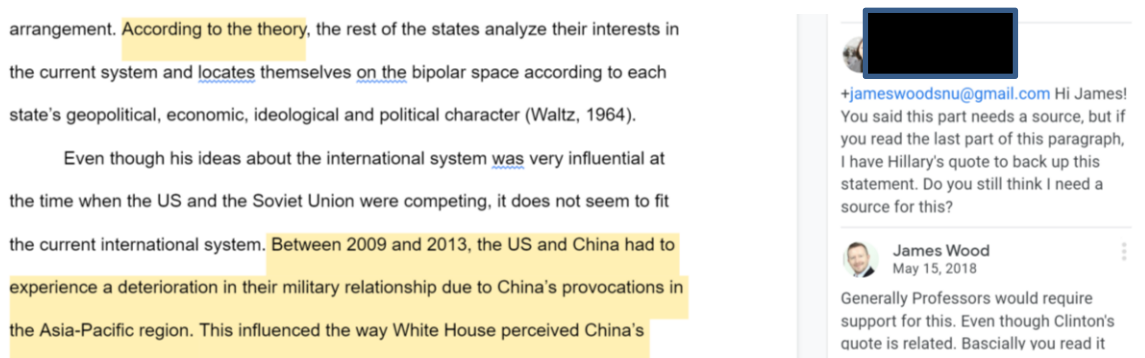 arrangement. According to the theory, the rest of the states analyze their interests in
the current system and locates themselves on the bipolar space according to each
state's geopolitical, economic, ideological and political character (Waltz, 1964).
Even though his ideas about the international system was very influential at
the time when the US and the Soviet Union were competing, it does not seem to fit
the current international system. Between 2009 and 2013, the US and China had to
experience a deterioration in their military relationship due to China's provocations in
the Asia-Pacific region. This influenced the way White House perceived China's
+jameswoodsnu@gmail.com Hi James!
You said this part needs a source, but if
you read the last part of this paragraph,
I have Hillary's quote to back up this
statement. Do you still think I need a
source for this?
James Wood
May 15, 2018
Generally Professors would require
support for this. Even though Clinton's
quote is related. Bascially you read it